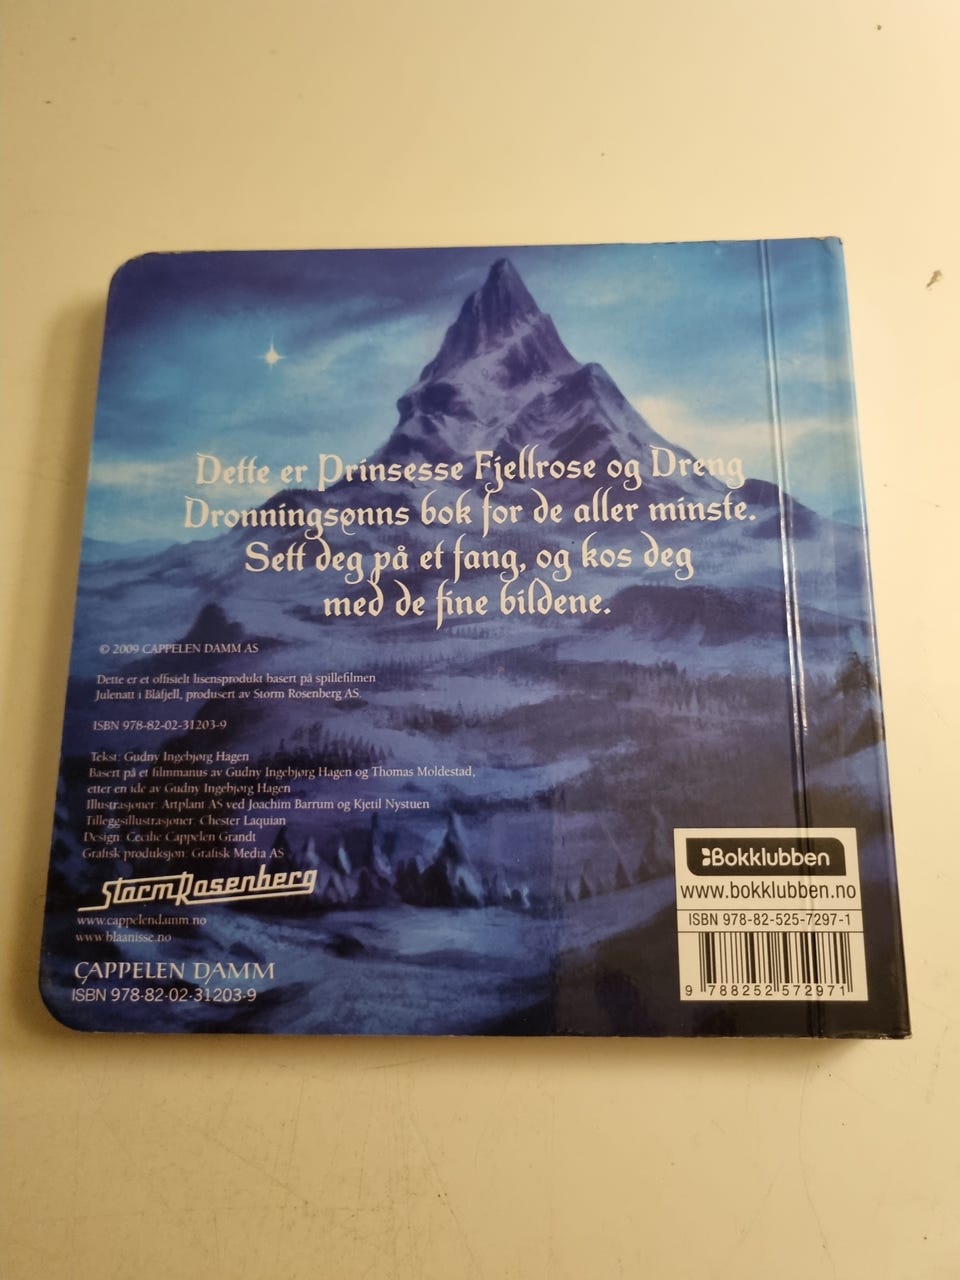 Dette er Prinsesse Fjellrose og Dreng
Dronningsønns bok for de aller minste.
Sett deg på et fang, og kos deg
med de fine bildene.
© 2009 CAPPELEN DAMM AS
Dette er et offisielt lisensprodukt basert på spillefilmen
Julenatt i Blåfjell, produsert av Storm Rosenberg AS.
ISBN 978-82-02-31203-9
Tekst: Gudny Ingebjørg Hagen
Basert på et filmmanus av Gudny Ingebjørg Hagen og Thomas Moldestad,
etter en ide av Gudny Ingebjørg Hagen
Illustrasjoner: Artplant AS ved Joachim Barrum og Kjetil Nystuen
Tilleggsillustrasjoner: Chester Laquian
Design: Cecilie Cappelen Grandt
Grafisk produksjon: Grafisk Media AS
StormRosenberg
www.cappelendamm.no
www.blaanisse.no
CAPPELEN DAMM
ISBN 978-82-02-31203-9
Bokklubben
www.bokklubben.no
ISBN 978-82-525-7297-1
9 788252 572971